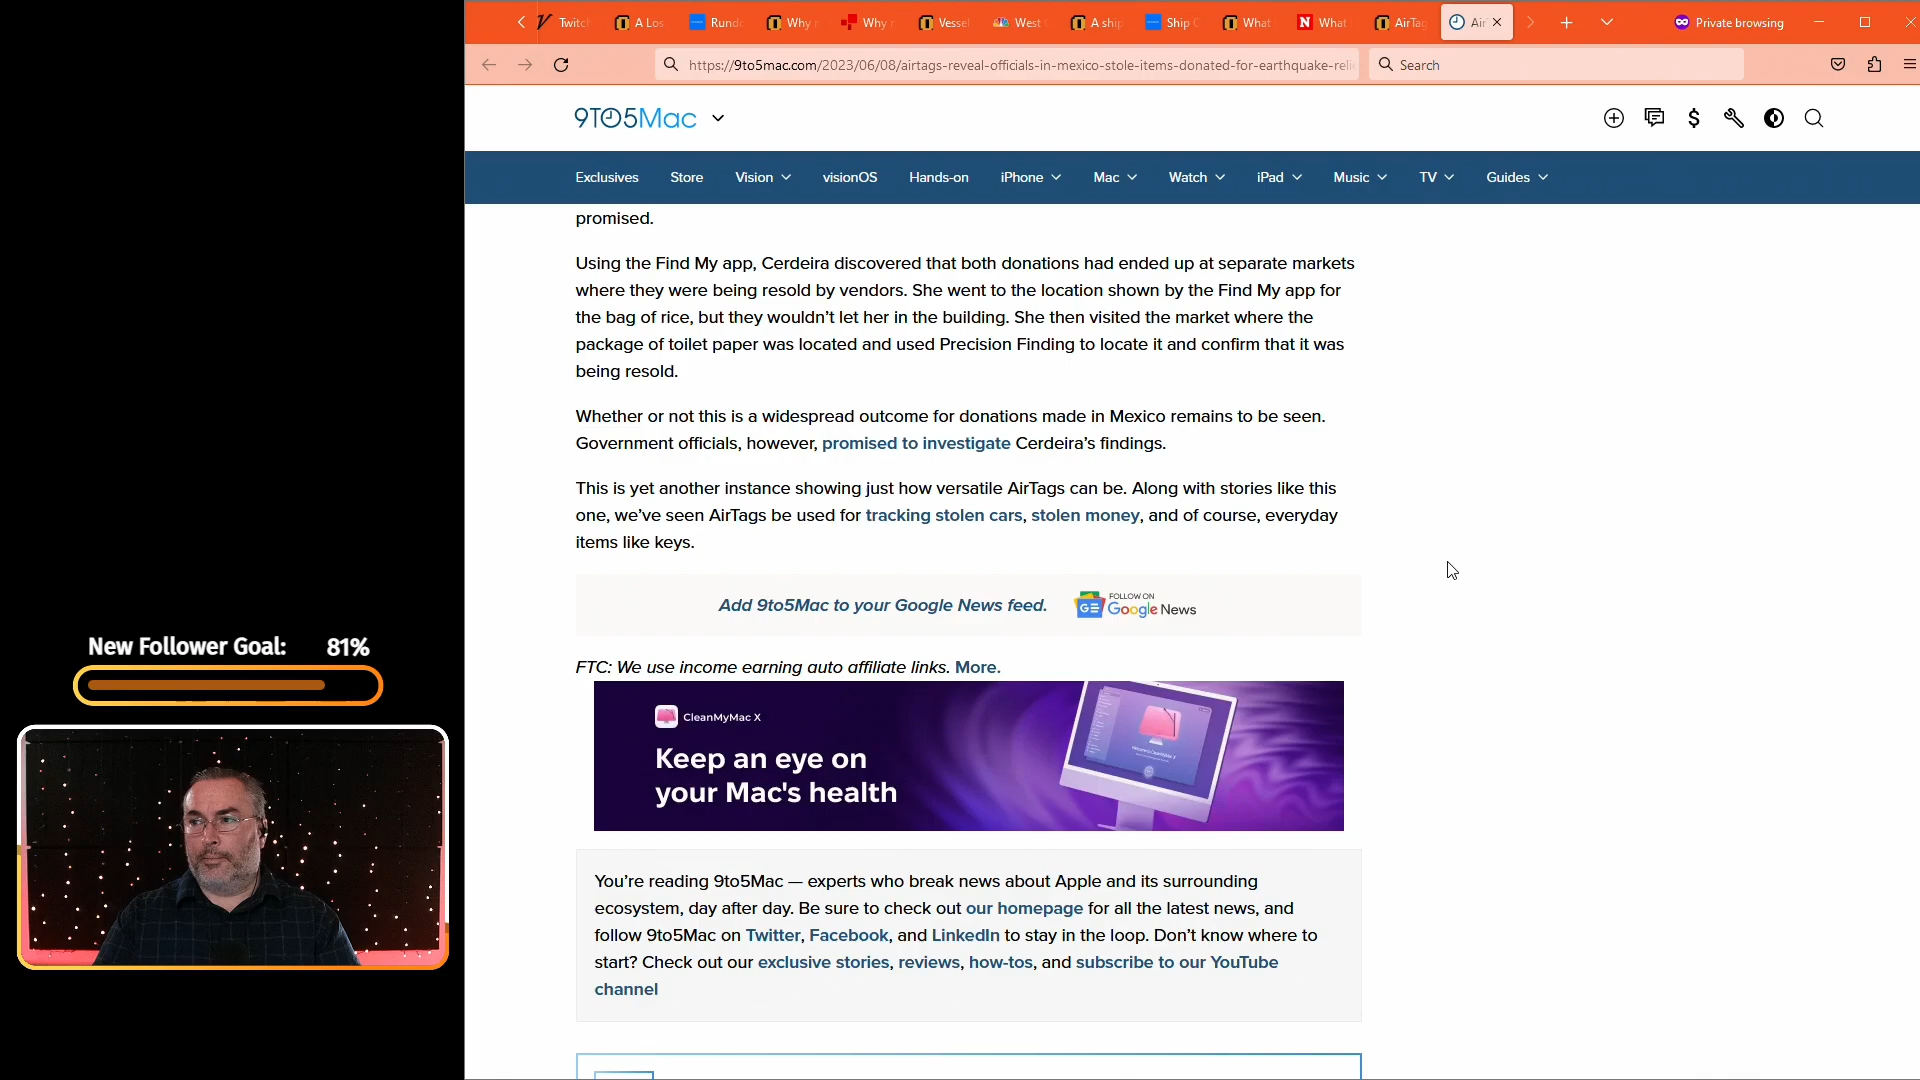 Twitch
A Los
Rund
Why
Why
Vessel
West
A ship
Ship
What
What
AirTag
Air
Private browsing
https://9to5mac.com/2023/06/08/airtags-reveal-officials-in-mexico-stole-items-donated-for-earthquake-reli
Search
9TO5Mac
Exclusives Store Vision visionOS Hands-on iPhone Mac Watch iPad Music TV Guides
promised.
Using the Find My app, Cerdeira discovered that both donations had ended up at separate markets
where they were being resold by vendors. She went to the location shown by the Find My app for
the bag of rice, but they wouldn't let her in the building. She then visited the market where the
package of toilet paper was located and used Precision Finding to locate it and confirm that it was
being resold.
Whether or not this is a widespread outcome for donations made in Mexico remains to be seen.
Government officials, however, promised to investigate Cerdeira's findings.
This is yet another instance showing just how versatile AirTags can be. Along with stories like this
one, we've seen AirTags be used for tracking stolen cars, stolen money, and of course, everyday
items like keys.
Add 9to5Mac to your Google News feed.
FOLLOW ON
GE Google News
FTC: We use income earning auto affiliate links. More.
CleanMyMac X
Keep an eye on
your Mac's health
You're reading 9to5Mac — experts who break news about Apple and its surrounding
ecosystem, day after day. Be sure to check out our homepage for all the latest news, and
follow 9to5Mac on Twitter, Facebook, and LinkedIn to stay in the loop. Don't know where to
start? Check out our exclusive stories, reviews, how-tos, and subscribe to our YouTube
channel
New Follower Goal: 81%